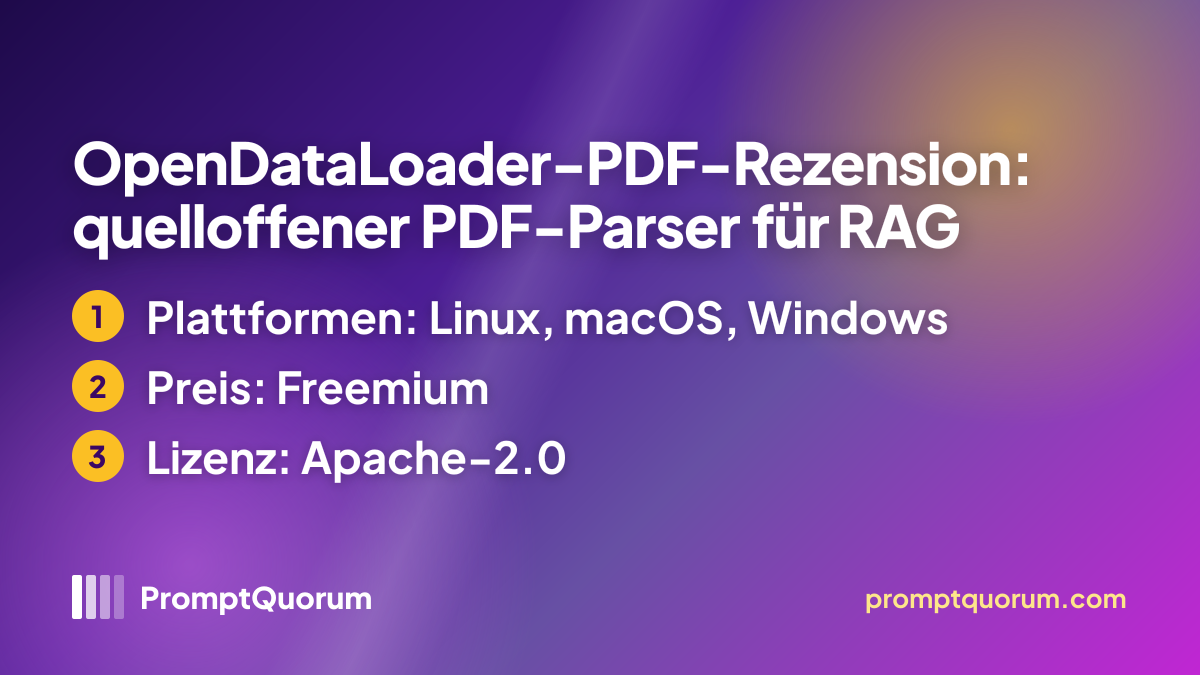 OpenDataLoader-PDF-Rezension:
quelloffener PDF-Parser für RAG
1 Plattformen: Linux, macOS, Windows
2 Preis: Freemium
3 Lizenz: Apache-2.0
PromptQuorum
promptquorum.com